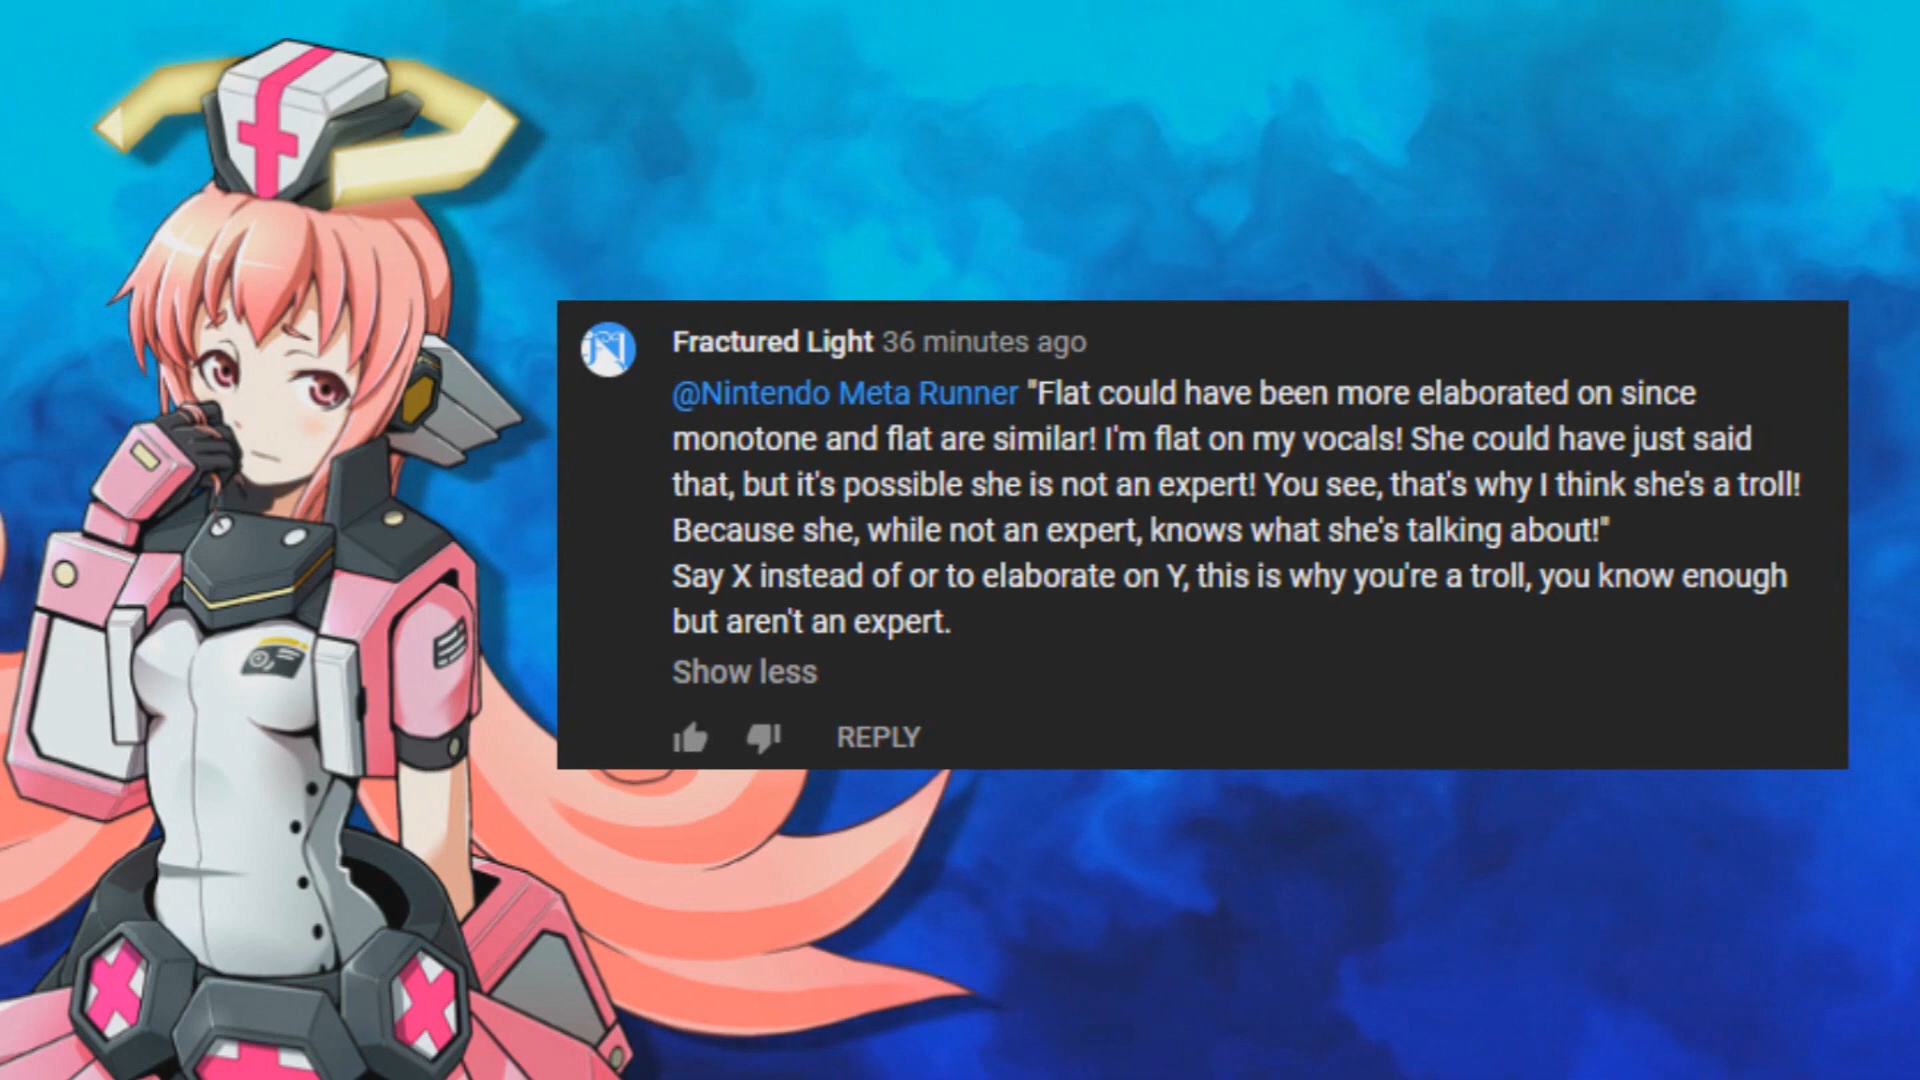 Fractured Light 36 minutes ago
@Nintendo Meta Runner "Flat could have been more elaborated on since
monotone and flat are similar! I'm flat on my vocals! She could have just said
that, but it's possible she is not an expert! You see, that's why I think she's a troll!
Because she, while not an expert, knows what she's talking about!"
Say X instead of or to elaborate on Y, this is why you're a troll, you know enough
but aren't an expert.
Show less
REPLY